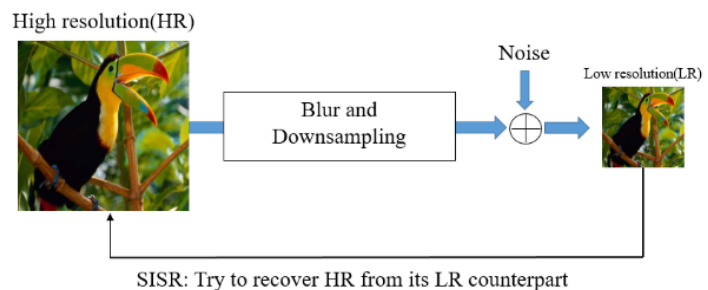 High resolution(HR)
Noise
Low resolution(LR)
Blur and
Downsampling
SISR: Try to recover HR from its LR counterpart